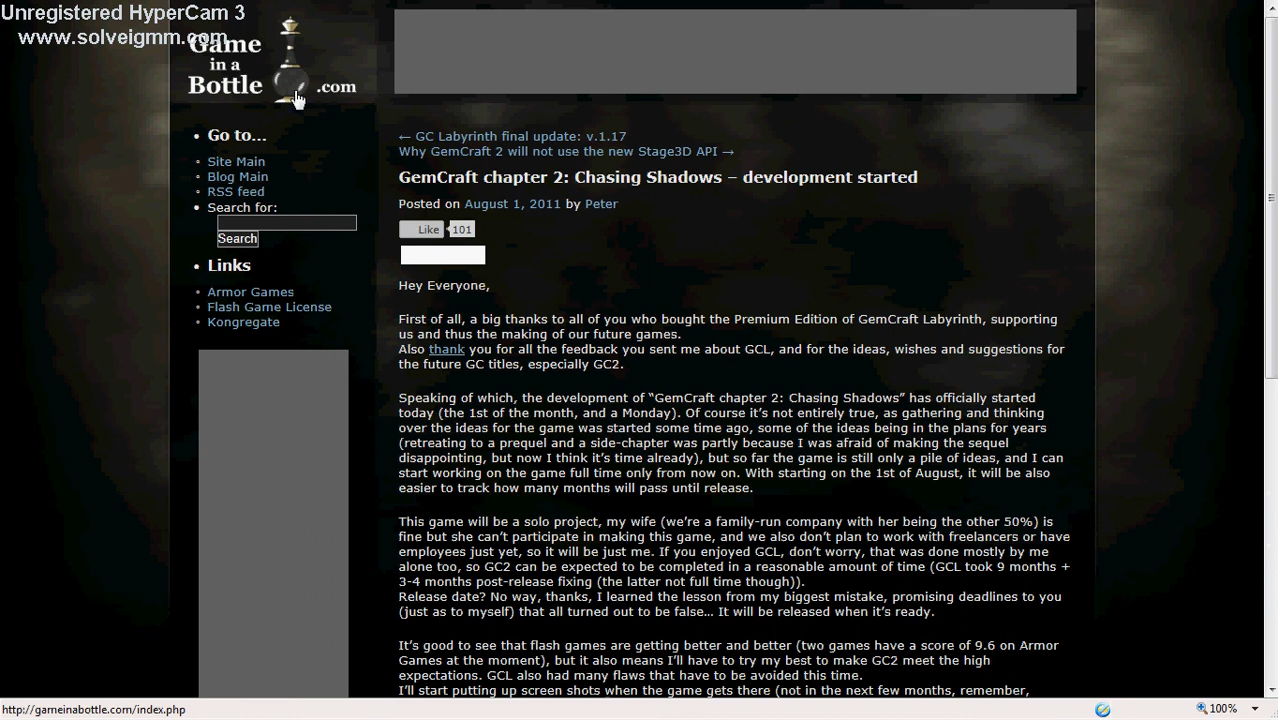 Unregistered HyperCam 3
www.solveigmm.com
Game
in a
Bottle .com
← GC Labyrinth final update: v.1.17
Why GemCraft 2 will not use the new Stage3D API →
GemCraft chapter 2: Chasing Shadows – development started
Posted on August 1, 2011 by Peter
Like 101
Go to...
Site Main
Blog Main
RSS feed
Search for:
Search
Links
Armor Games
Flash Game License
Kongregate
Hey Everyone,
First of all, a big thanks to all of you who bought the Premium Edition of GemCraft Labyrinth, supporting
us and thus the making of our future games.
Also thank you for all the feedback you sent me about GCL, and for the ideas, wishes and suggestions for
the future GC titles, especially GC2.
Speaking of which, the development of “GemCraft chapter 2: Chasing Shadows” has officially started
today (the 1st of the month, and a Monday). Of course it’s not entirely true, as gathering and thinking
over the ideas for the game was started some time ago, some of the ideas being in the plans for years
(retreating to a prequel and a side-chapter was partly because I was afraid of making the sequel
disappointing, but now I think it’s time already), but so far the game is still only a pile of ideas, and I can
start working on the game full time only from now on. With starting on the 1st of August, it will be also
easier to track how many months will pass until release.
This game will be a solo project, my wife (we’re a family-run company with her being the other 50%) is
fine but she can’t participate in making this game, and we also don’t plan to work with freelancers or have
employees just yet, so it will be just me. If you enjoyed GCL, don’t worry, that was done mostly by me
alone too, so GC2 can be expected to be completed in a reasonable amount of time (GCL took 9 months +
3-4 months post-release fixing (the latter not full time though)).
Release date? No way, thanks, I learned the lesson from my biggest mistake, promising deadlines to you
(just as to myself) that all turned out to be false... It will be released when it’s ready.
It’s good to see that flash games are getting better and better (two games have a score of 9.6 on Armor
Games at the moment), but it also means I’ll have to try my best to make GC2 meet the high
expectations. GCL also had many flaws that have to be avoided this time.
I’ll start putting up screen shots when the game gets there (not in the next few months, remember,
http://gameinabottle.com/index.php
100%